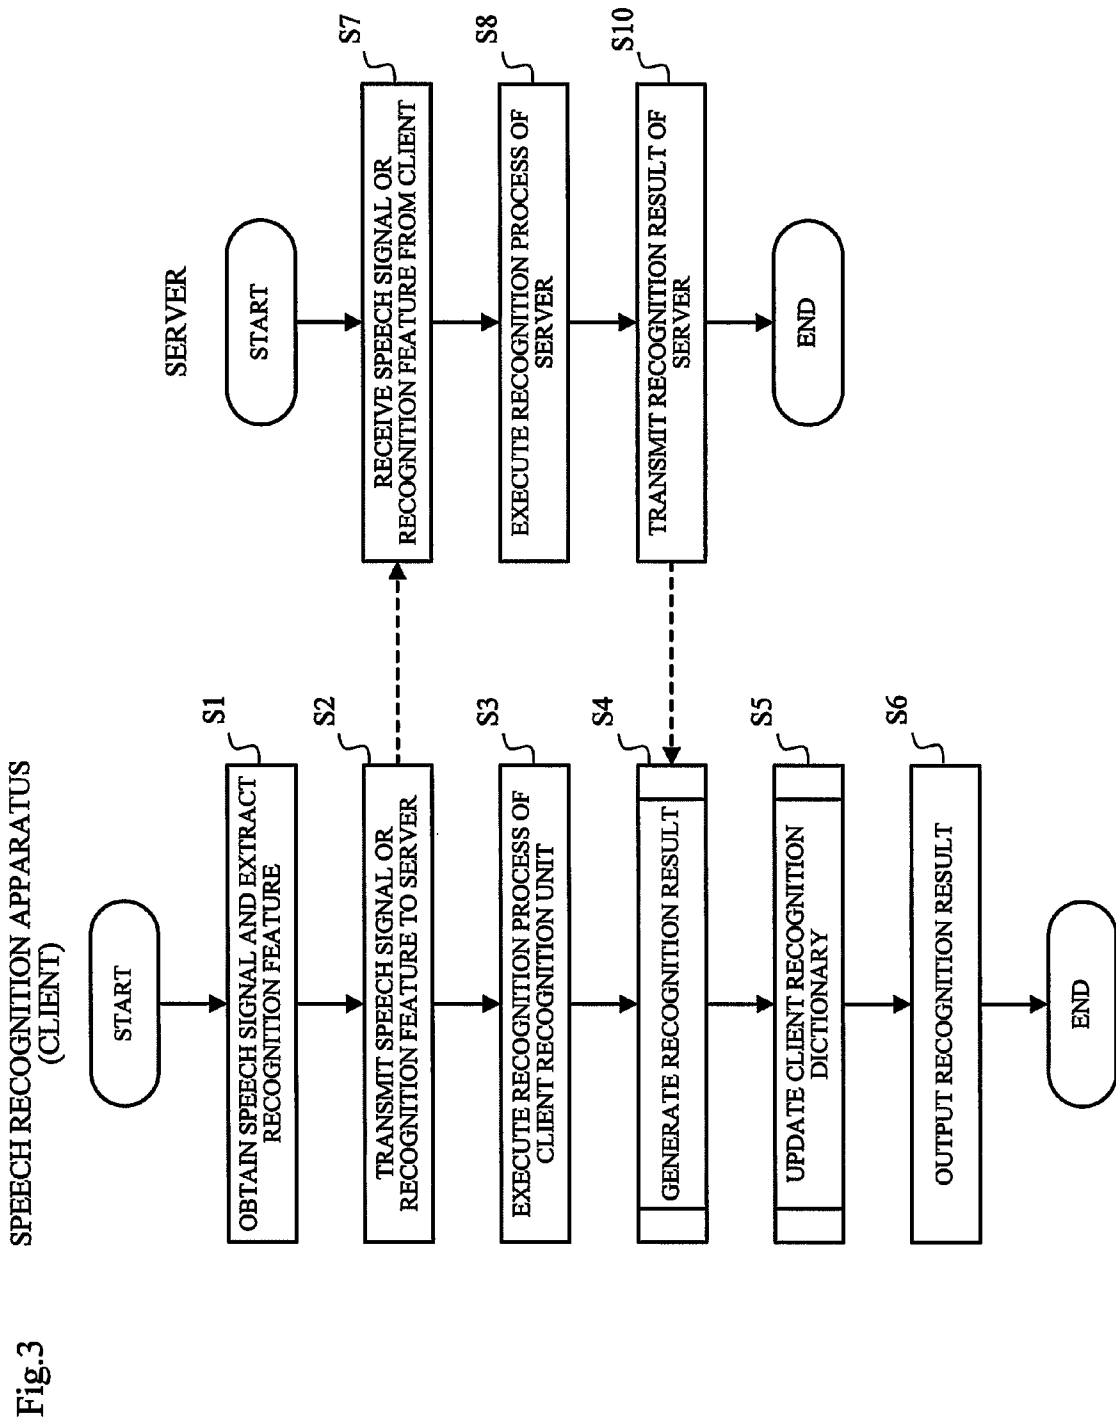 Fig.3
SPEECH RECOGNITION APPARATUS
(CLIENT)
START
S1
OBTAIN SPEECH SIGNAL AND EXTRACT
RECOGNITION FEATURE
S2
TRANSMIT SPEECH SIGNAL OR
RECOGNITION FEATURE TO SERVER
S3
EXECUTE RECOGNITION PROCESS OF
CLIENT RECOGNITION UNIT
S4
GENERATE RECOGNITION RESULT
S5
UPDATE CLIENT RECOGNITION
DICTIONARY
S6
OUTPUT RECOGNITION RESULT
END
SERVER
START
S7
RECEIVE SPEECH SIGNAL OR
RECOGNITION FEATURE FROM CLIENT
S8
EXECUTE RECOGNITION PROCESS OF
SERVER
S10
TRANSMIT RECOGNITION RESULT OF
SERVER
END